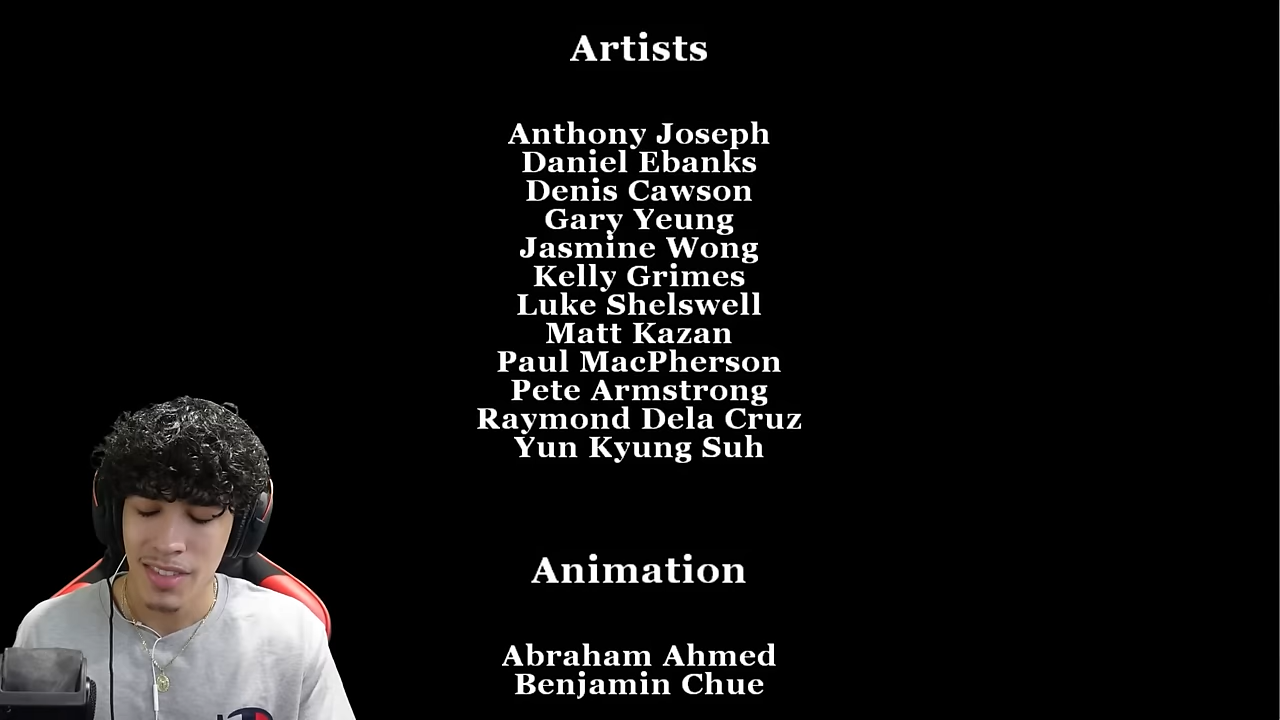 Artists
Anthony Joseph
Daniel Ebanks
Denis Cawson
Gary Yeung
Jasmine Wong
Kelly Grimes
Luke Shelswell
Matt Kazan
Paul MacPherson
Pete Armstrong
Raymond Dela Cruz
Yun Kyung Suh
Animation
Abraham Ahmed
Benjamin Chue